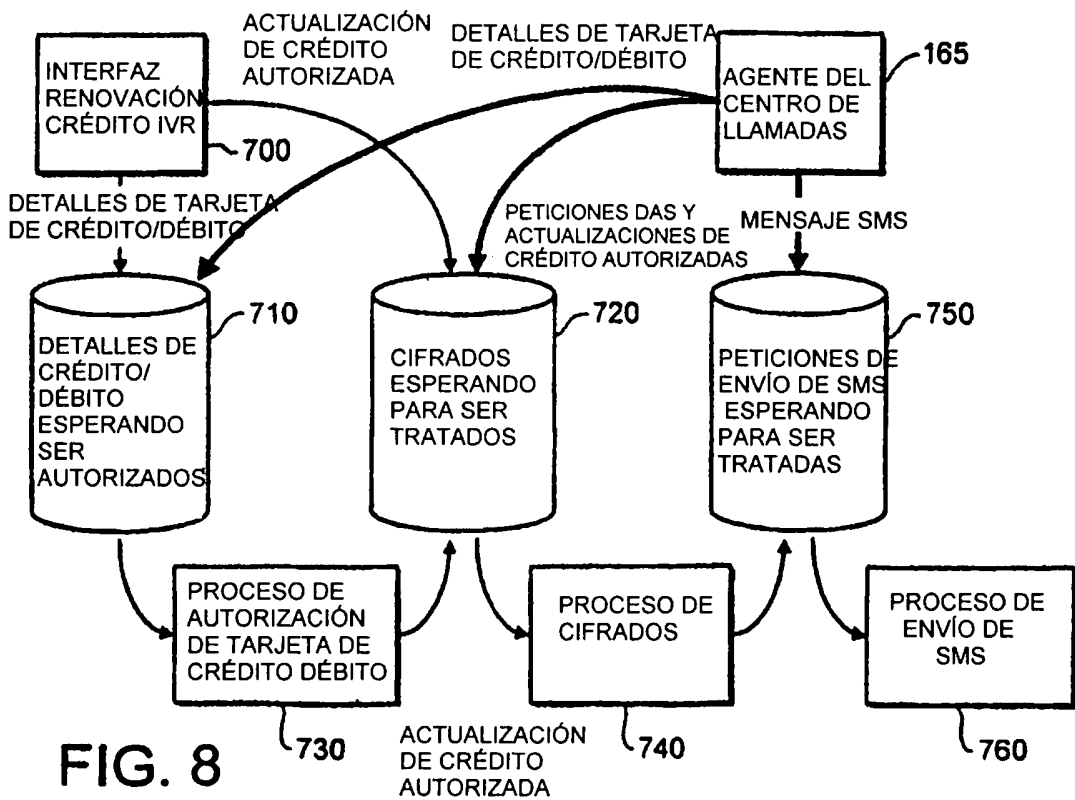 INTERFAZ
RENOVACIÓN
CRÉDITO IVR
700
ACTUALIZACIÓN
DE CRÉDITO
AUTORIZADA
DETALLES DE TARJETA
DE CRÉDITO/DÉBITO
AGENTE DEL
CENTRO DE
LLAMADAS
165
DETALLES DE TARJETA
DE CRÉDITO/DÉBITO
PETICIONES DAS Y
ACTUALIZACIONES DE
CRÉDITO AUTORIZADAS
MENSAJE SMS
DETALLES DE
CRÉDITO/
DÉBITO
ESPERANDO
SER
AUTORIZADOS
710
CIFRADOS
ESPERANDO
PARA SER
TRATADOS
720
PETICIONES DE
ENVÍO DE SMS
ESPERANDO
PARA SER
TRATADAS
750
PROCESO DE
AUTORIZACIÓN
DE TARJETA DE
CRÉDITO DÉBITO
730
PROCESO DE
CIFRADOS
740
PROCESO DE
ENVÍO DE
SMS
760
ACTUALIZACIÓN
DE CRÉDITO
AUTORIZADA
FIG. 8